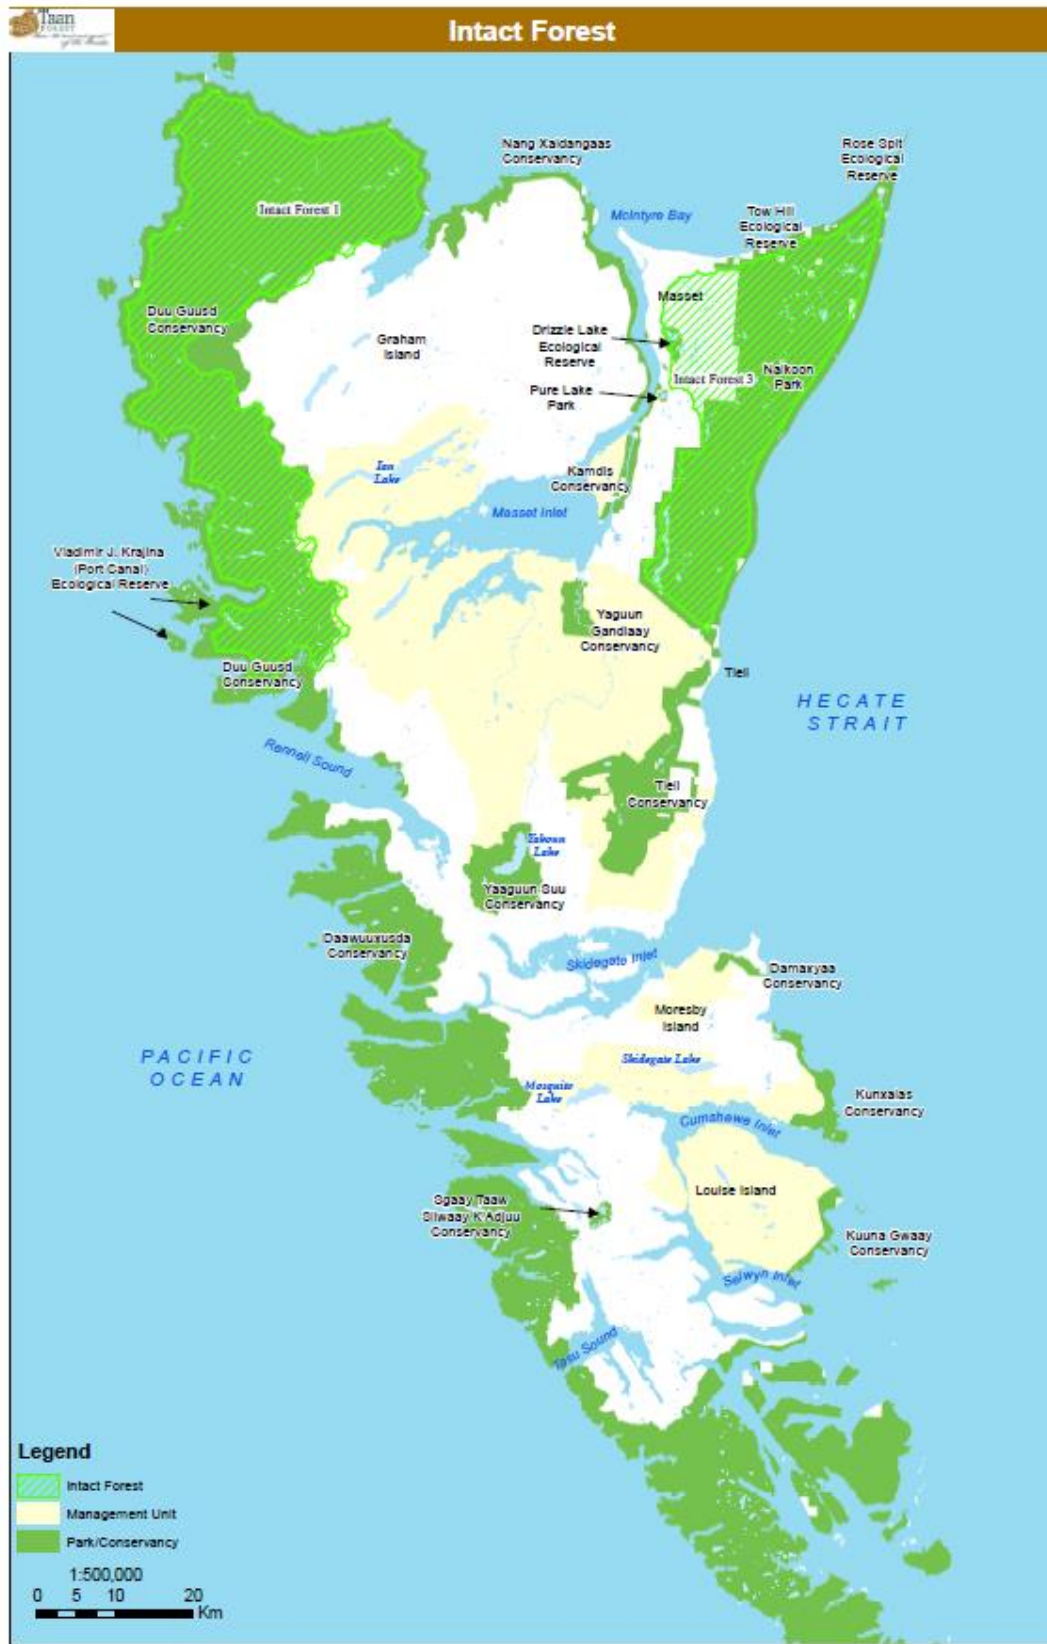 Taan
FOREST
Intact Forest
Nang Xaldangaas
Conservancy
Rose Spit
Ecological
Reserve
McIntyre Bay
Tow Hill
Ecological
Reserve
Intact Forest 1
Masset
Duu Guusd
Conservancy
Graham
Island
Drizzle Lake
Ecological
Reserve
Naikoon
Park
Intact Forest 3
Pure Lake
Park
Ian
Lake
Kamdis
Conservancy
Masset Inlet
Vladimir J. Krajina
(Port Canal)
Ecological Reserve
Yaguun
Gandlaay
Conservancy
Duu Guusd
Conservancy
Tlell
HECATE
STRAIT
Rennell Sound
Tlell
Conservancy
Yakoun
Lake
Yaaguun Suu
Conservancy
Daawuuxusda
Conservancy
Skidegate Inlet
Damaxyaa
Conservancy
Moresby
Island
PACIFIC
OCEAN
Skidegate Lake
Mosquito
Lake
Kunxalas
Conservancy
Cumshewa Inlet
Louise Island
Sgaay Taaw
Siiwaay K'Adjuu
Conservancy
Kuuna Gwaay
Conservancy
Selwyn Inlet
Tasu Sound
Legend
Intact Forest
Management Unit
Park/Conservancy
1:500,000
0 5 10 20
Km